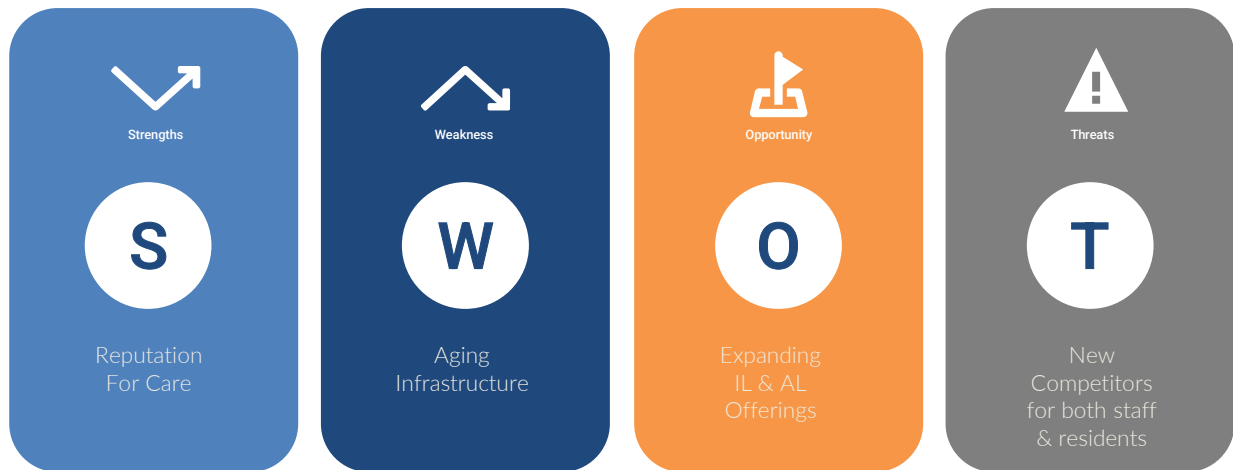 Strengths
S
Reputation
For Care
Weakness
W
Aging
Infrastructure
Opportunity
O
Expanding
IL & AL
Offerings
Threats
T
New
Competitors
for both staff
& residents